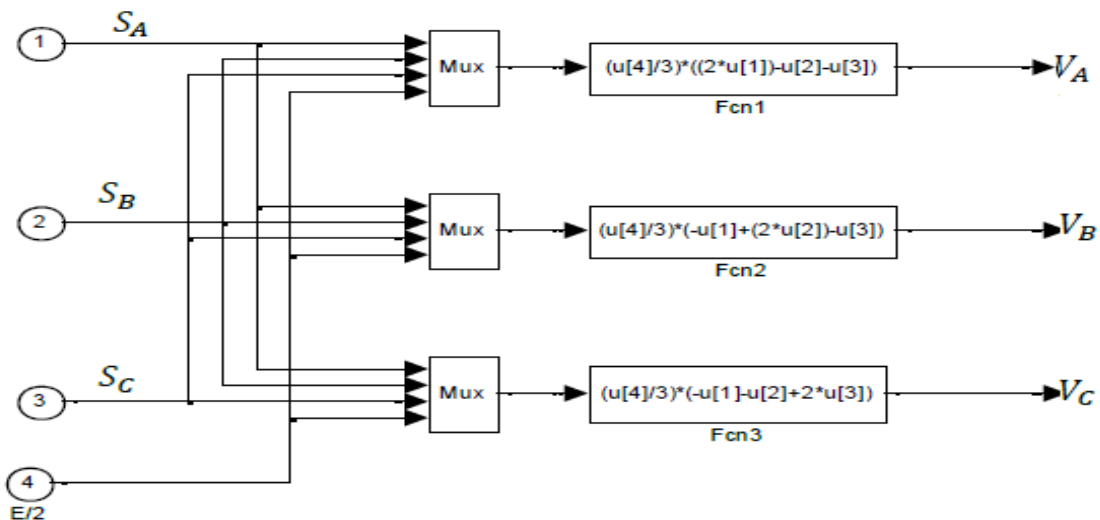 S_A
1
Mux
(u[4]/3)*((2*u[1])-u[2]-u[3])
V_A
Fcn1
S_B
2
Mux
(u[4]/3)*(-u[1]+(2*u[2])-u[3])
V_B
Fcn2
S_C
3
Mux
(u[4]/3)*(-u[1]-u[2]+2*u[3])
V_C
Fcn3
4
E/2